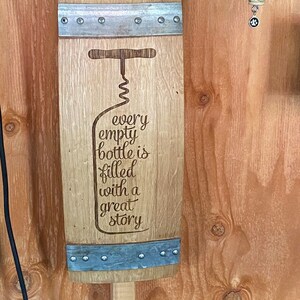 every
empty
bottle is
filled
with a
great
story